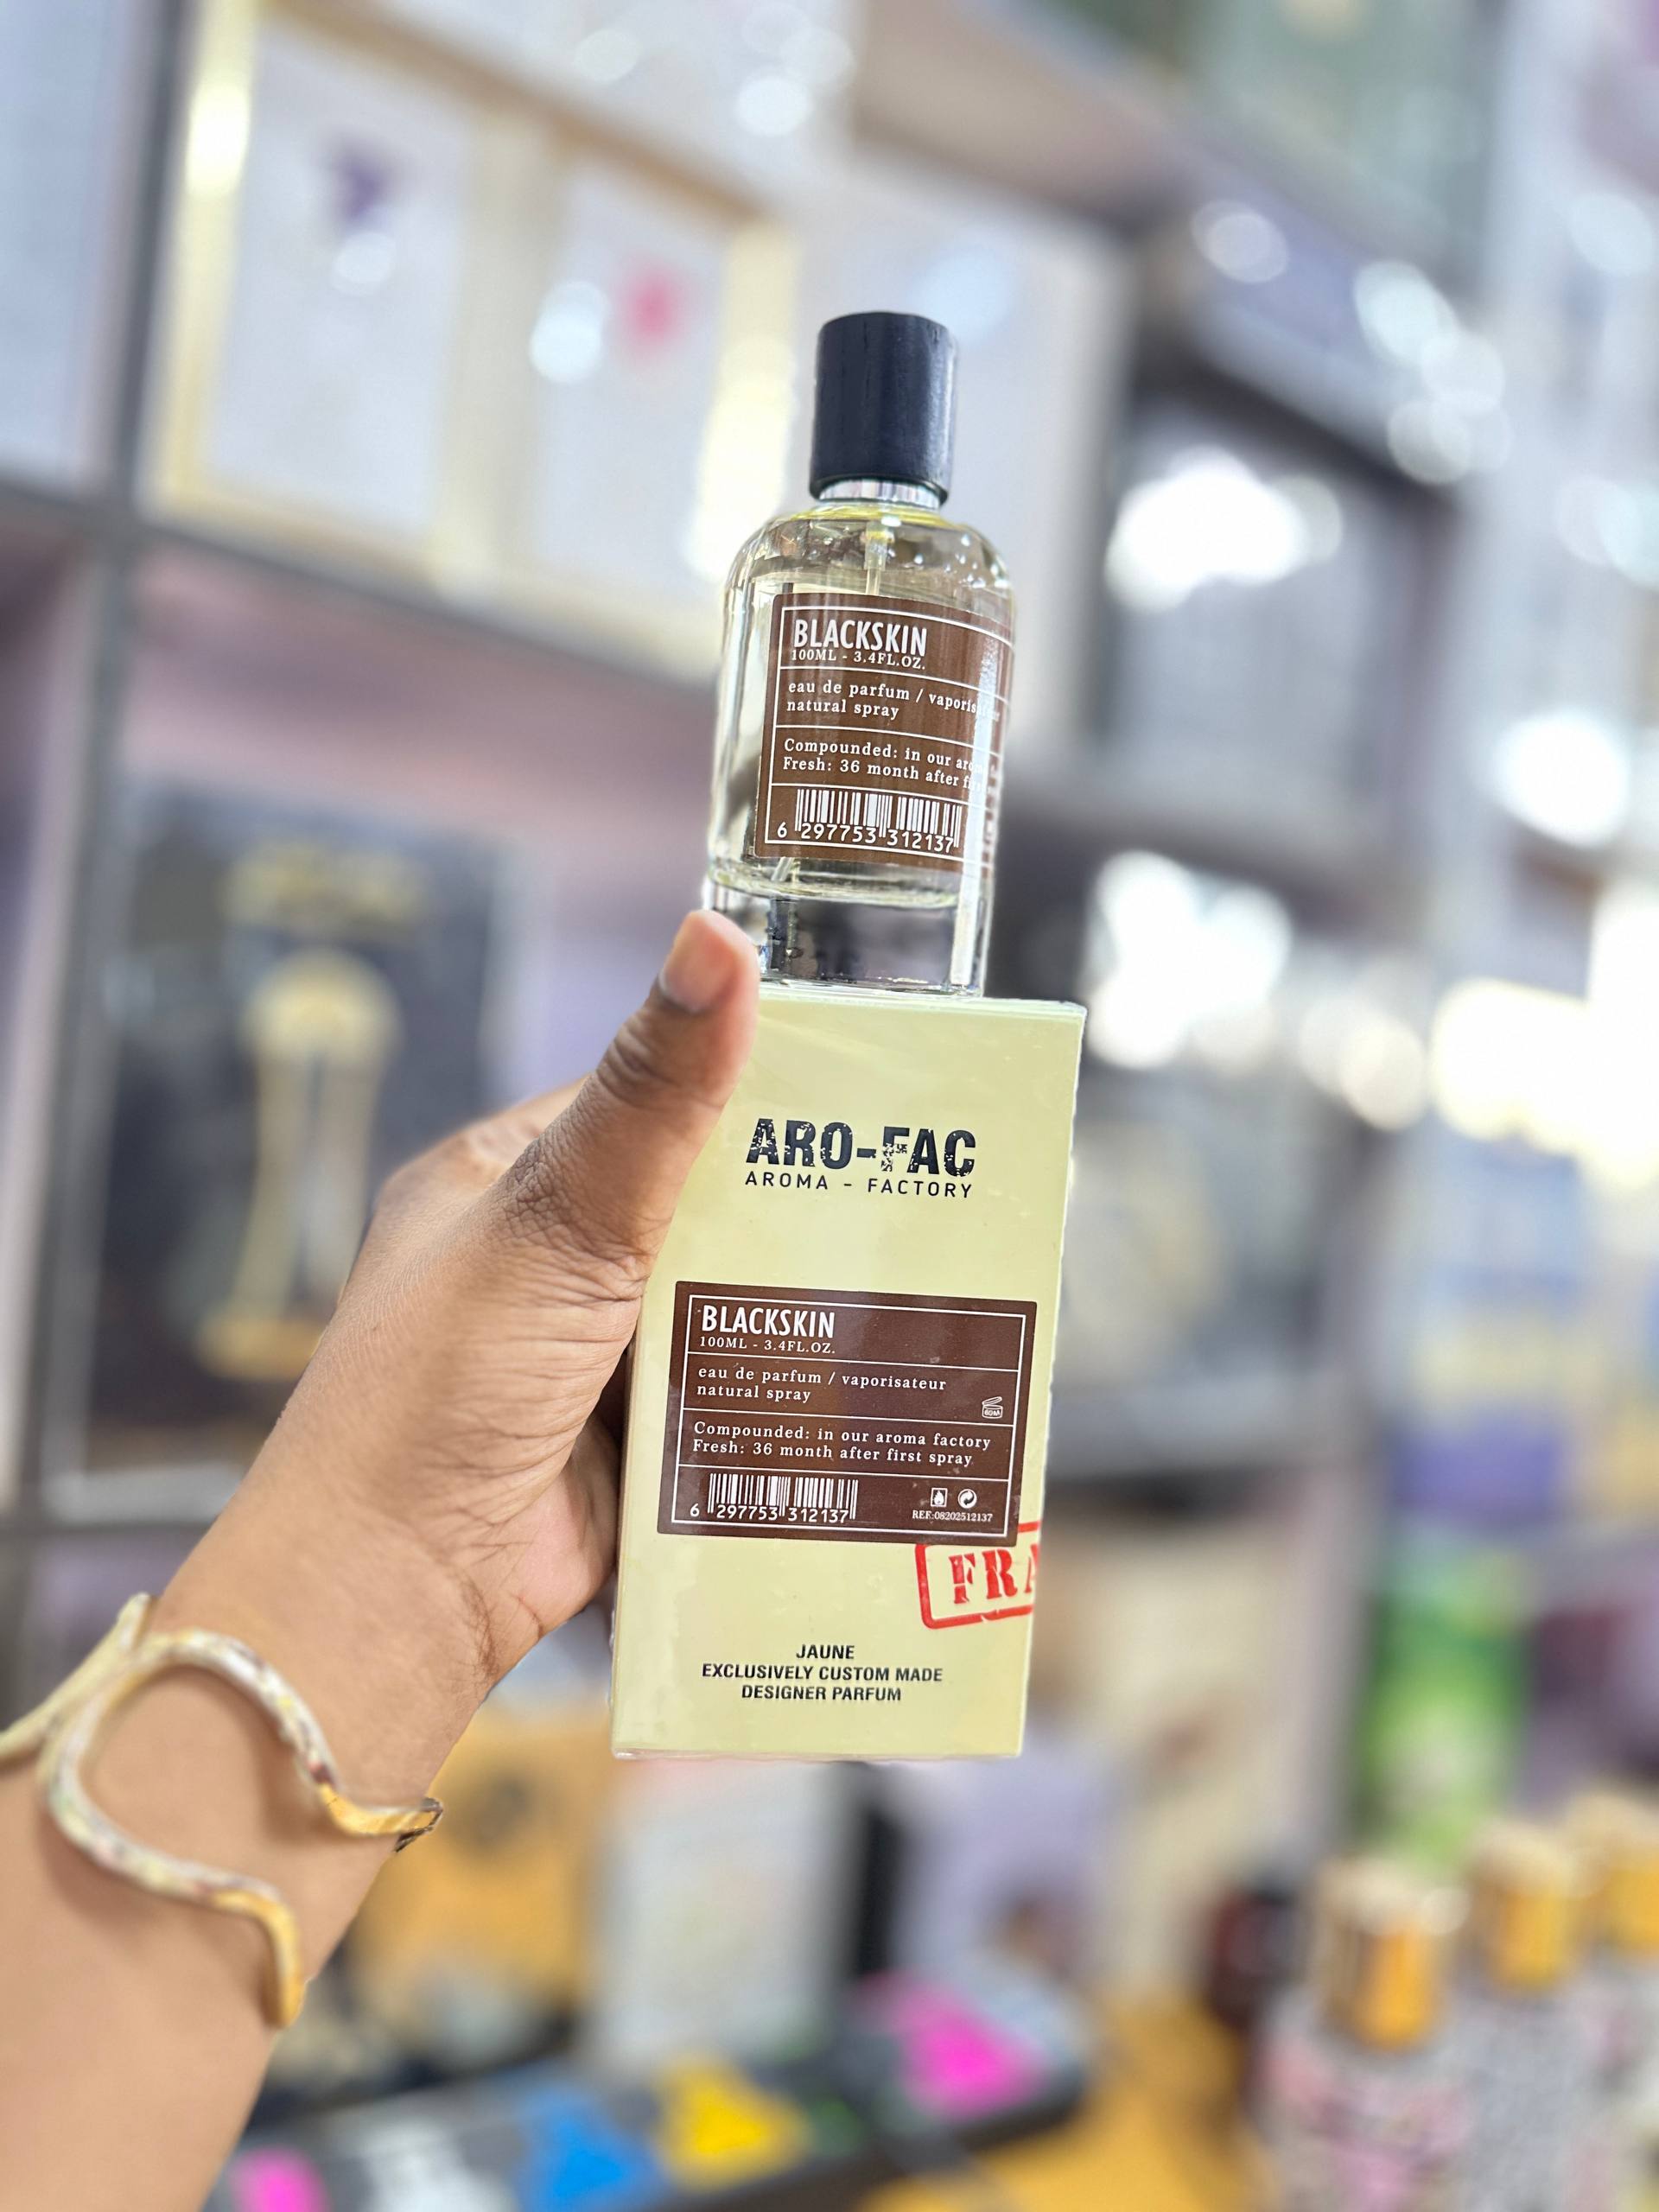 BLACKSKIN
100ML - 3.4FL.OZ.
eau de parfum /
natural spray
Compounded: in our
Fresh: 36 month after
6 297753 312137
ARO-FAC
AROMA - FACTORY
BLACKSKIN
100ML - 3.4FL.OZ.
eau de parfum / vaporisateur
natural spray
Compounded: in our aroma factory
Fresh: 36 month after first spray
6 297753 312137
REF:08202512137
FRA
JAUNE
EXCLUSIVELY CUSTOM MADE
DESIGNER PARFUM